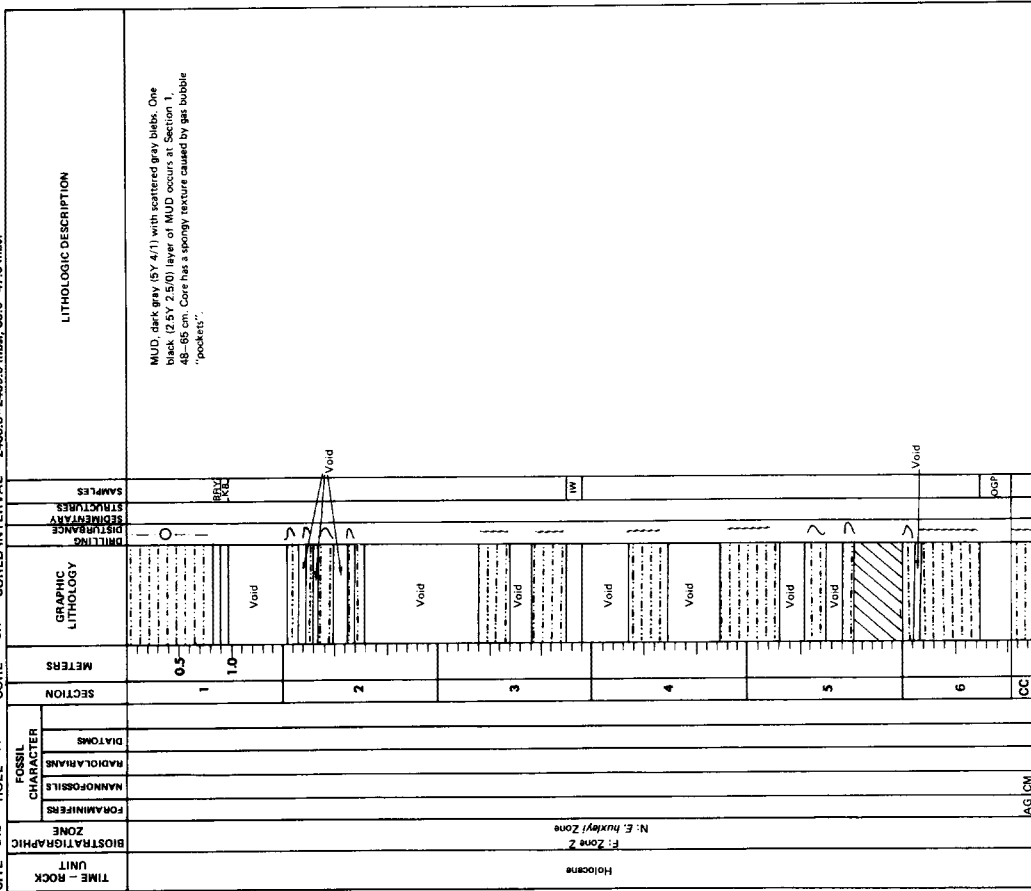 TIME – ROCK
UNIT
BIOSTRATIGRAPHIC
ZONE
FOSSIL
CHARACTER
FORAMINIFERS
NANNOFOSSILS
RADIOLARIANS
DIATOMS
SECTION
METERS
GRAPHIC
LITHOLOGY
DRILLING
DISTURBANCE
SEDIMENTARY
STRUCTURES
SAMPLES
LITHOLOGIC DESCRIPTION
Holocene
F: Zone Z
N: E. huxleyi Zone
AG
CM
1
2
3
4
5
6
CC
0.5
1.0
Void
Void
Void
Void
Void
Void
Void
Void
Void
BRY
KB
IW
OGP
MUD, dark gray (5Y 4/1) with scattered gray blebs. One
black (2.5Y 2.5/0) layer of MUD occurs at Section 1,
48–65 cm. Core has a spongy texture caused by gas bubble
"pockets".